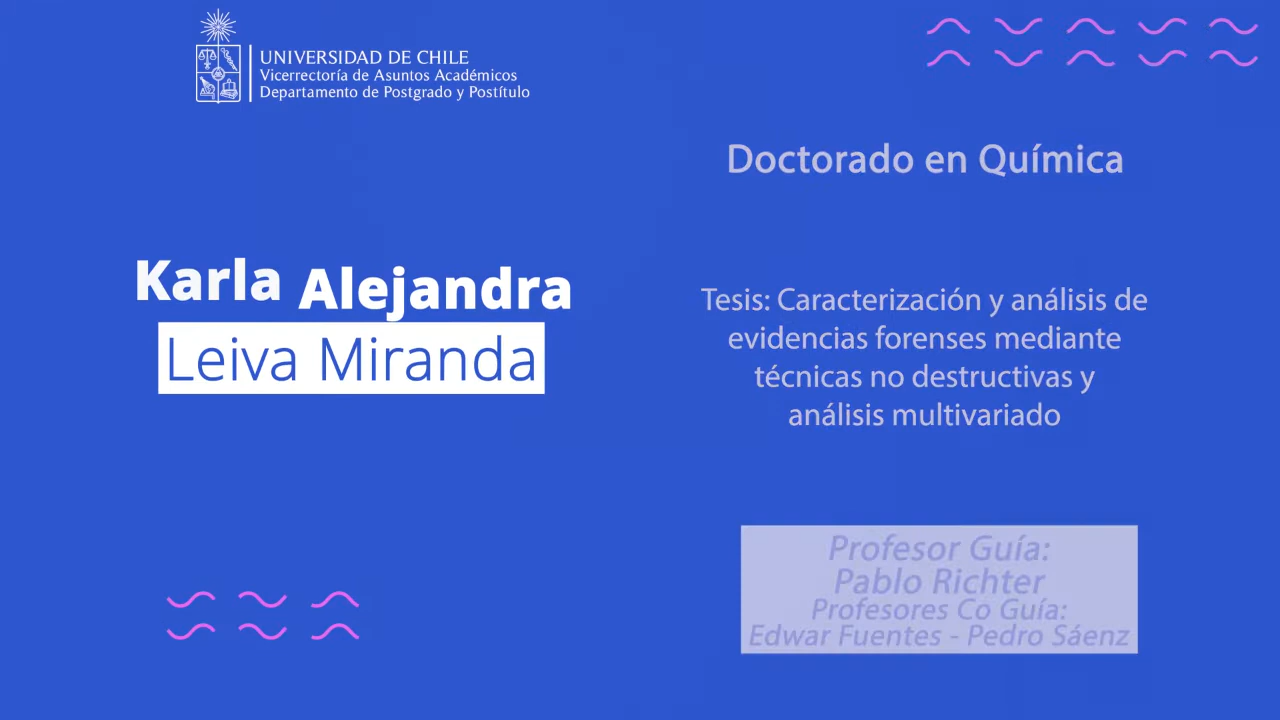 UNIVERSIDAD DE CHILE
Vicerrectoría de Asuntos Académicos
Departamento de Postgrado y Postítulo
Karla Alejandra
Leiva Miranda
Doctorado en Química
Tesis: Caracterización y análisis de
evidencias forenses mediante
técnicas no destructivas y
análisis multivariado
Profesor Guía:
Pablo Richter
Profesores Co Guía:
Edwar Fuentes - Pedro Sáenz